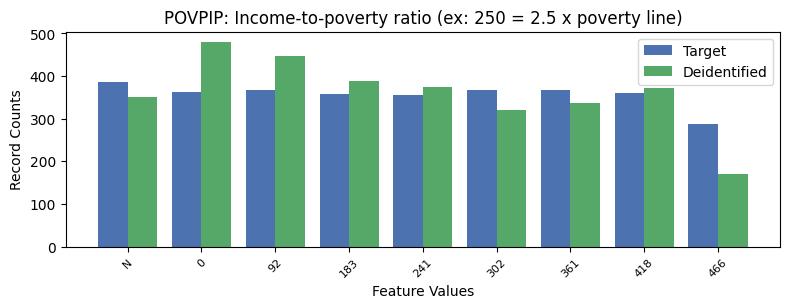 POVPIP: Income-to-poverty ratio (ex: 250 = 2.5 x poverty line)
Target
Deidentified
Record Counts
500
400
300
200
100
0
N
0
92
183
241
302
361
418
466
Feature Values